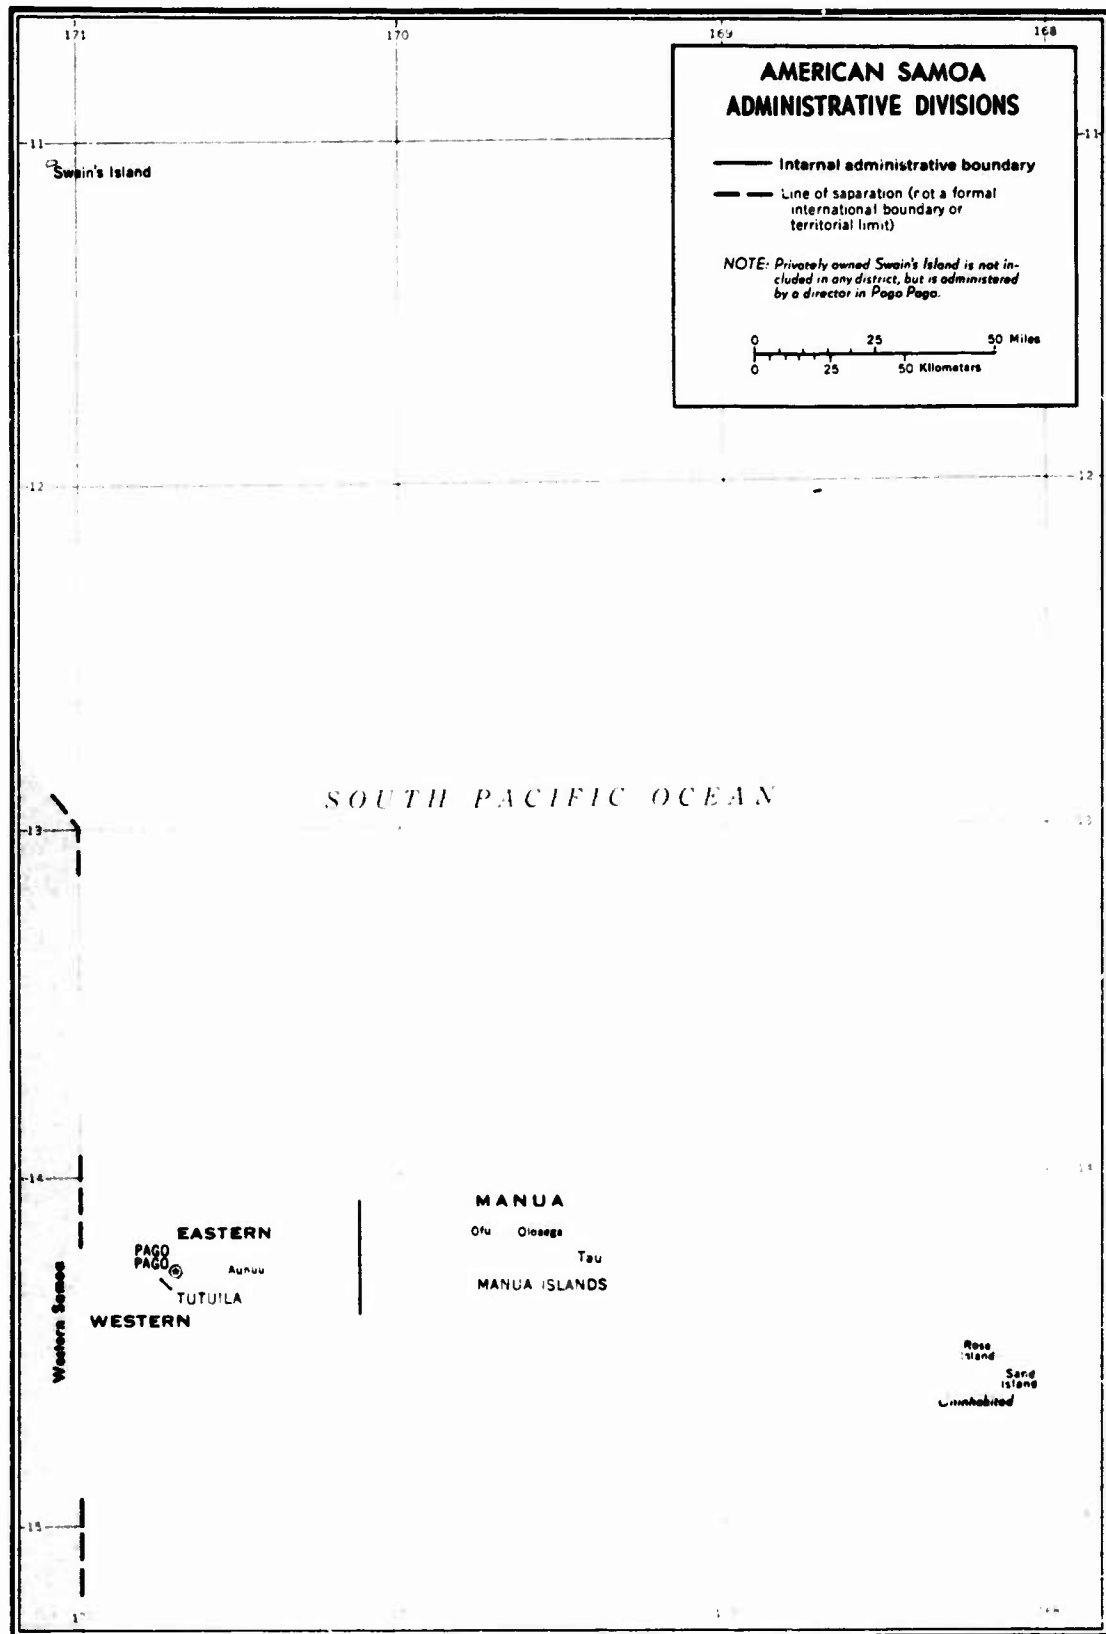 171 170 169 168
AMERICAN SAMOA
ADMINISTRATIVE DIVISIONS
11 11
Internal administrative boundary
Swain's Island
Line of saparation (not a formal
international boundary or
territorial limit)
NOTE: Privately owned Swain's Island is not in-
cluded in any district, but is administered
by a director in Pago Pago.
0 25 50 Miles
0 25 50 Kilometers
12 12
SOUTH PACIFIC OCEAN
13 13
14 14
MANUA
EASTERN
Ofu Olosega
PAGO
PAGO
Aunuu
Tau
MANUA ISLANDS
TUTUILA
WESTERN
Western Samoa
Rose
Island
Sand
Island
Uninhabited
15